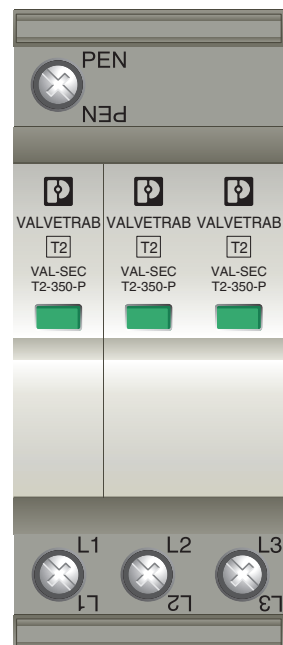 PEN
PEN
VALVETRAB VALVETRAB VALVETRAB
T2 T2 T2
VAL-SEC VAL-SEC VAL-SEC
T2-350-P T2-350-P T2-350-P
L1 L2 L3
L1 L2 L3